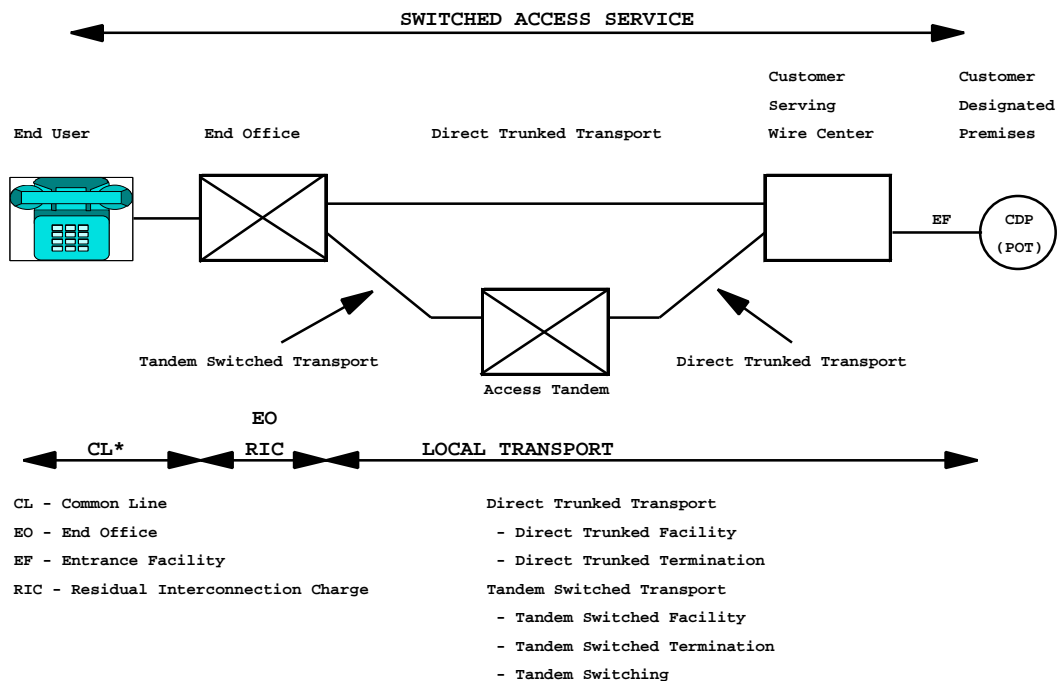 SWITCHED ACCESS SERVICE
Customer
Serving
Wire Center
Customer
Designated
Premises
End User
End Office
Direct Trunked Transport
EF
CDP
(POT)
Tandem Switched Transport
Direct Trunked Transport
Access Tandem
EO
CL*
RIC
LOCAL TRANSPORT
CL - Common Line
EO - End Office
EF - Entrance Facility
RIC - Residual Interconnection Charge
Direct Trunked Transport
- Direct Trunked Facility
- Direct Trunked Termination
Tandem Switched Transport
- Tandem Switched Facility
- Tandem Switched Termination
- Tandem Switching